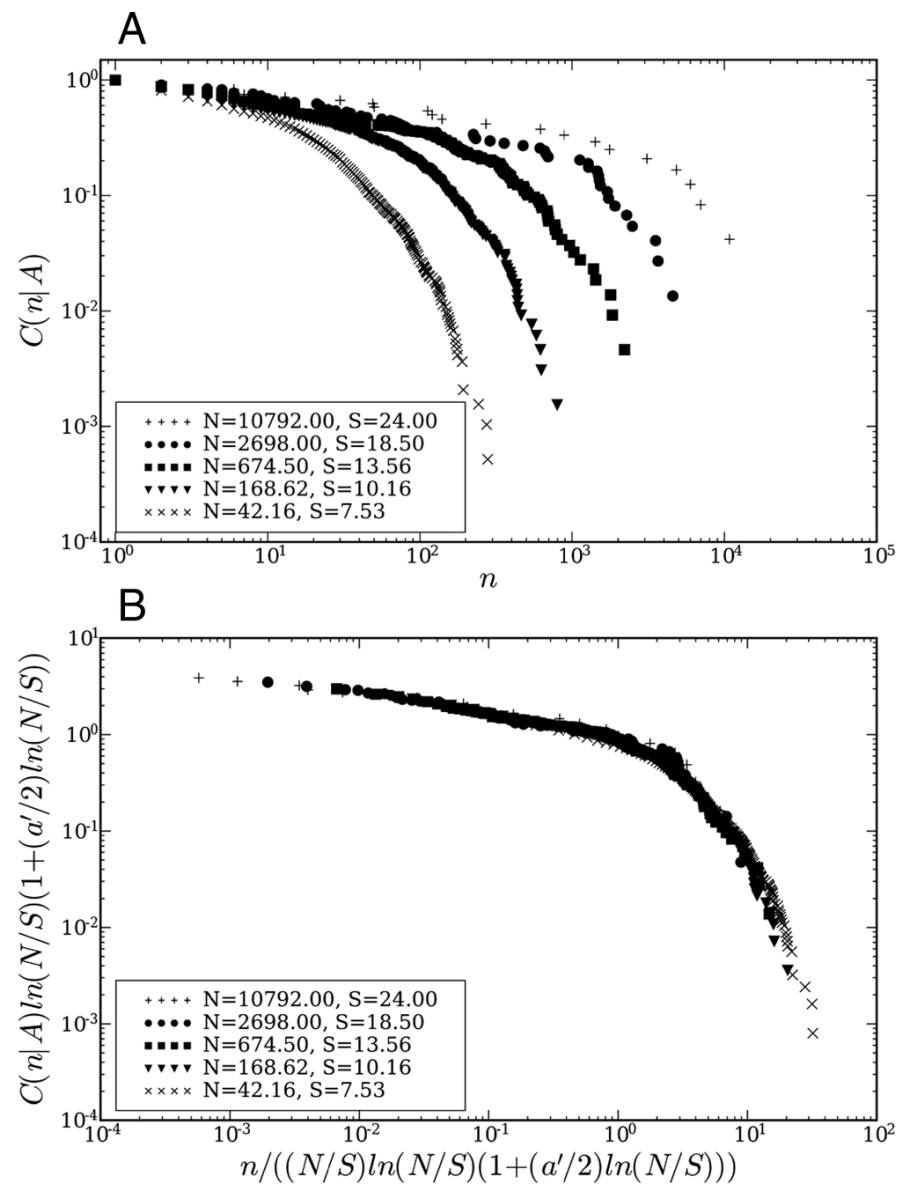 A
10^0
10^-1
10^-2
10^-3
10^-4
C(n|A)
N=10792.00, S=24.00
N=2698.00, S=18.50
N=674.50, S=13.56
N=168.62, S=10.16
N=42.16, S=7.53
10^0 10^1 10^2 10^3 10^4 10^5
n
B
10^1
10^0
10^-1
10^-2
10^-3
10^-4
C(n|A)ln(N/S)(1+(a′/2)ln(N/S))
N=10792.00, S=24.00
N=2698.00, S=18.50
N=674.50, S=13.56
N=168.62, S=10.16
N=42.16, S=7.53
10^-4 10^-3 10^-2 10^-1 10^0 10^1 10^2
n/((N/S)ln(N/S)(1+(a′/2)ln(N/S)))